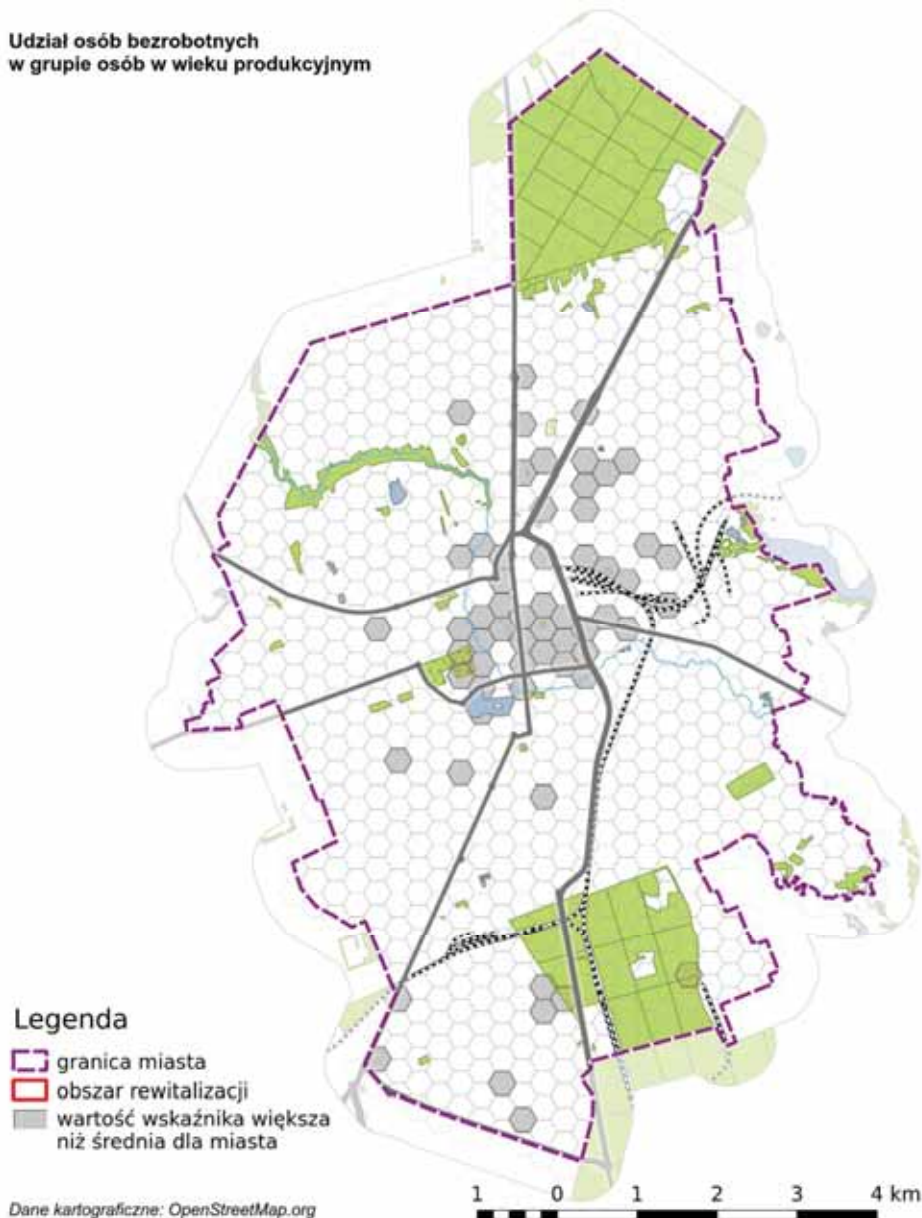 Udział osób bezrobotnych
w grupie osób w wieku produkcyjnym
Legenda
granica miasta
obszar rewitalizacji
wartość wskaźnika większa
niż średnia dla miasta
1 0 1 2 3 4 km
Dane kartograficzne: OpenStreetMap.org